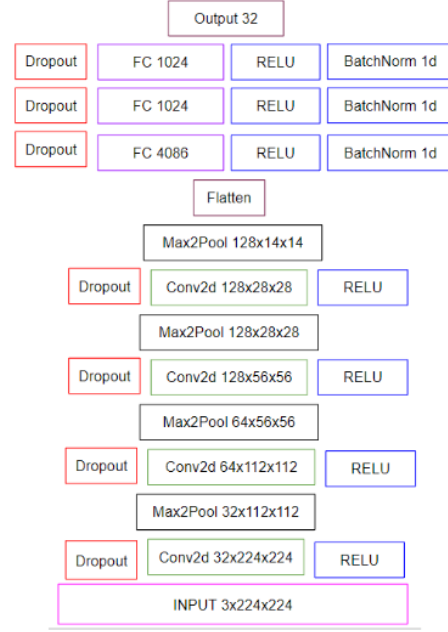 Output 32
Dropout FC 1024 RELU BatchNorm 1d
Dropout FC 1024 RELU BatchNorm 1d
Dropout FC 4086 RELU BatchNorm 1d
Flatten
Max2Pool 128x14x14
Dropout Conv2d 128x28x28 RELU
Max2Pool 128x28x28
Dropout Conv2d 128x56x56 RELU
Max2Pool 64x56x56
Dropout Conv2d 64x112x112 RELU
Max2Pool 32x112x112
Dropout Conv2d 32x224x224 RELU
INPUT 3x224x224